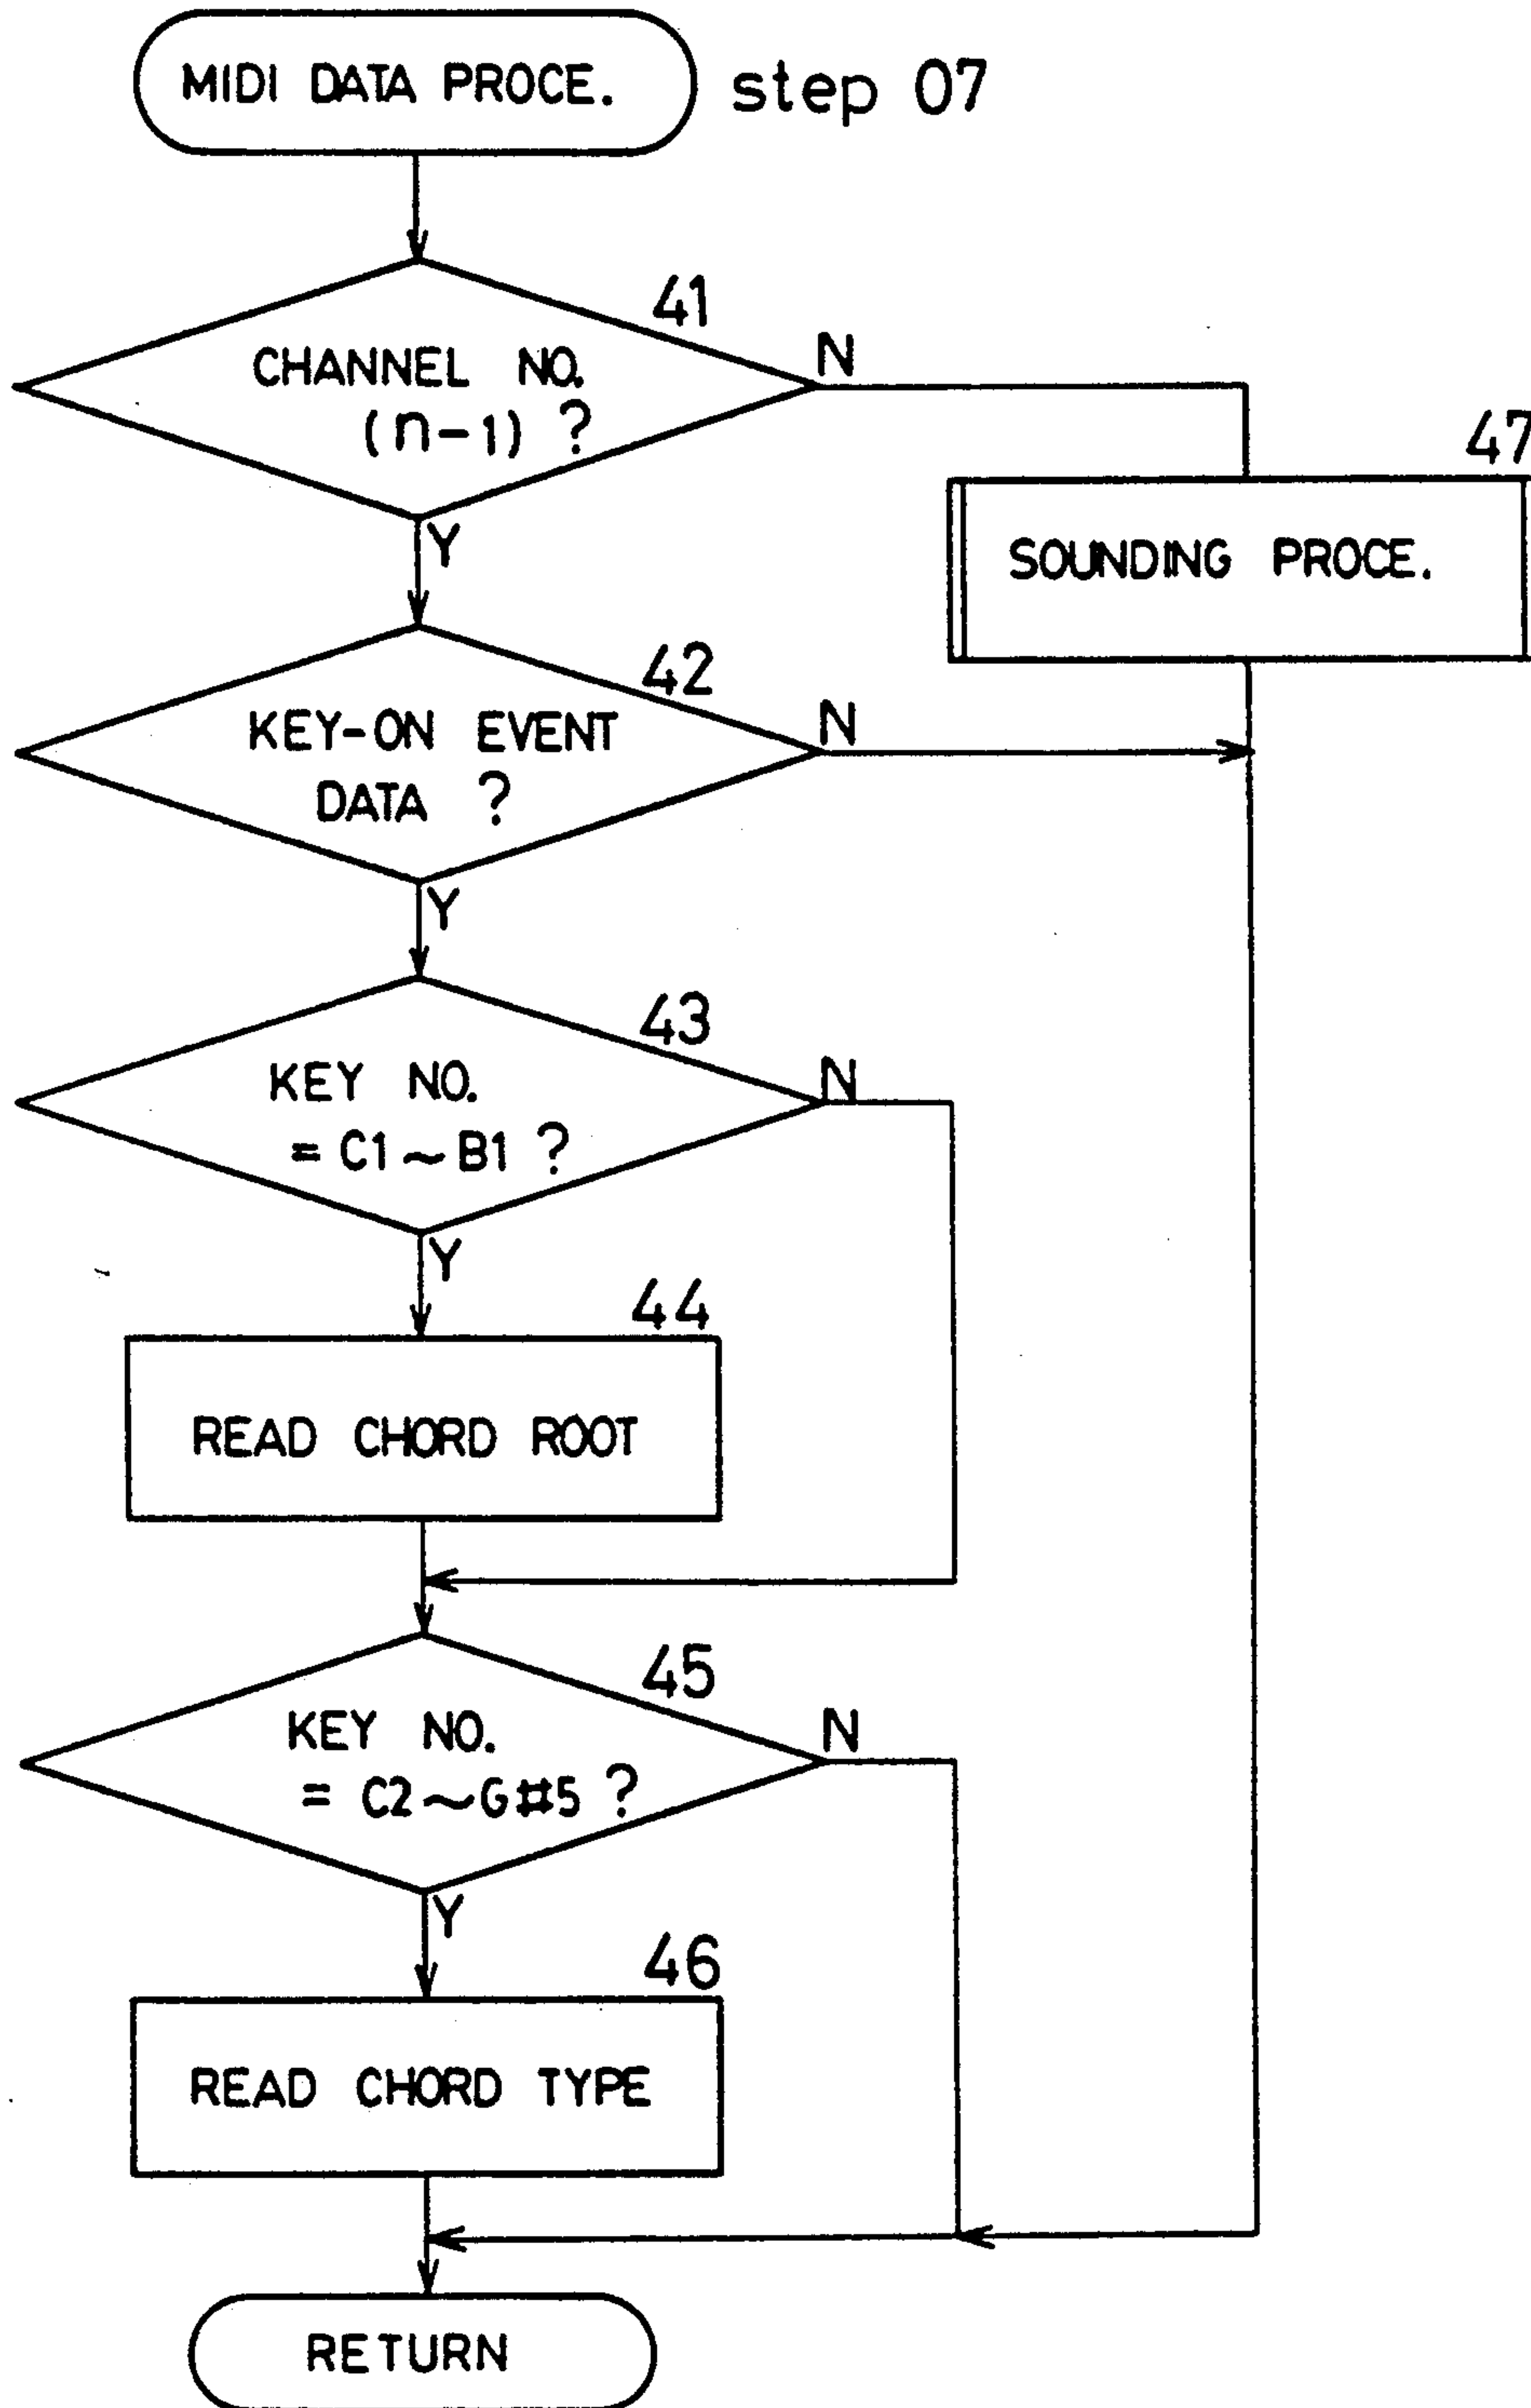 MIDI DATA PROCE. step 07
41
CHANNEL NO.
(n-1) ?
N
Y
47
SOUNDING PROCE.
42
KEY-ON EVENT
DATA ?
N
Y
43
KEY NO.
= C1~B1 ?
N
Y
44
READ CHORD ROOT
45
KEY NO.
= C2~G#5 ?
N
Y
46
READ CHORD TYPE
RETURN